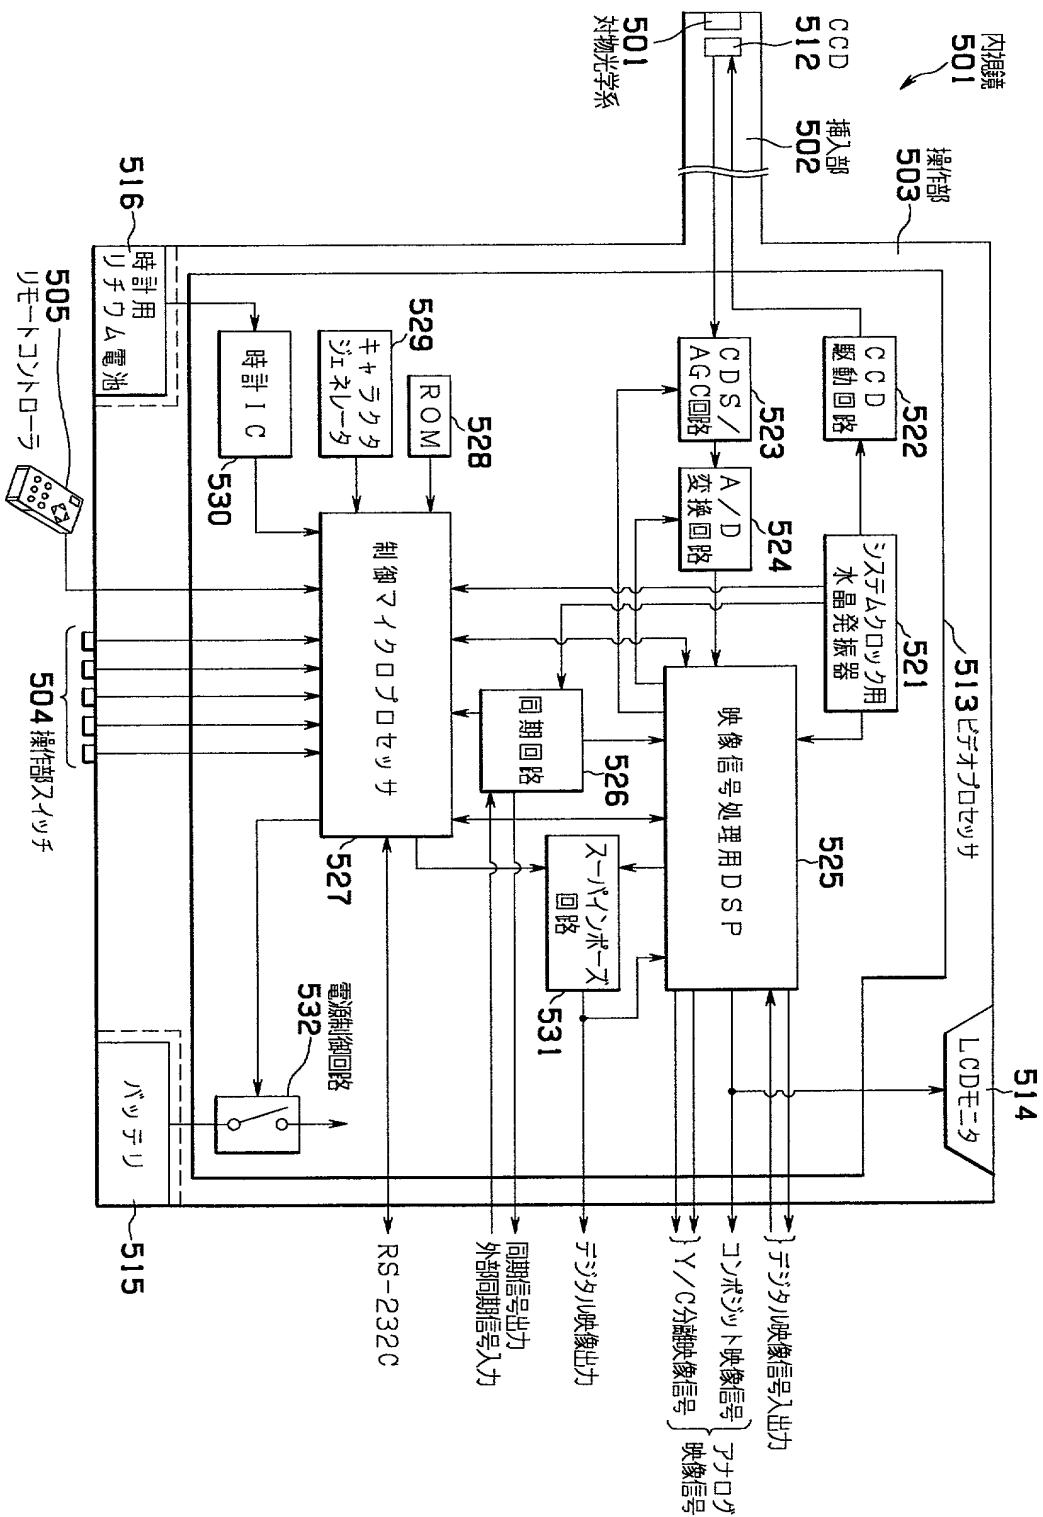 内視鏡
501
CCD
512
501
対物光学系
挿入部
502
操作部
503
CCD
駆動回路
522
システムクロック用
水晶発振器
521
513 ビデオプロセッサ
CDS/
AGC回路
523
A/D
変換回路
524
映像信号処理用DSP
525
LCDモニタ
514
同期回路
526
スーパインポーズ
回路
531
ROM
528
キャラクタ
ジェネレータ
529
時計IC
530
制御マイクロプロセッサ
527
電源制御回路
532
516
時計用
リチウム電池
505
リモートコントローラ
504 操作部スイッチ
バッテリ
515
デジタル映像信号入出力
コンポジット映像信号
Y/C分離映像信号
アナログ
映像信号
デジタル映像出力
同期信号出力
外部同期信号入力
RS-232C